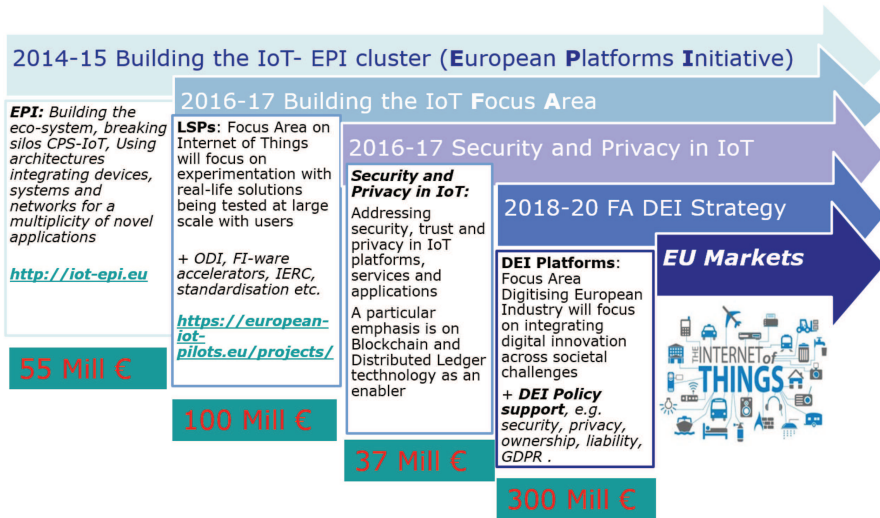 2014-15 Building the IoT- EPI cluster (European Platforms Initiative)
2016-17 Building the IoT Focus Area
2016-17 Security and Privacy in IoT
2018-20 FA DEI Strategy
EU Markets
EPI: Building the
eco-system, breaking
silos CPS-IoT, Using
architectures
integrating devices,
systems and
networks for a
multiplicity of novel
applications
http://iot-epi.eu
55 Mill €
LSPs: Focus Area on
Internet of Things
will focus on
experimentation with
real-life solutions
being tested at large
scale with users
+ ODI, FI-ware
accelerators, IERC,
standardisation etc.
https://european-
iot-
pilots.eu/projects/
100 Mill €
Security and
Privacy in IoT:
Addressing
security, trust and
privacy in IoT
platforms,
services and
applications
A particular
emphasis is on
Blockchain and
Distributed Ledger
tecthnology as an
enabler
37 Mill €
DEI Platforms:
Focus Area
Digitising European
Industry will focus
on integrating
digital innovation
across societal
challenges
+ DEI Policy
support, e.g.
security, privacy,
ownership, liability,
GDPR .
300 Mill €
THE INTERNET of
THINGS